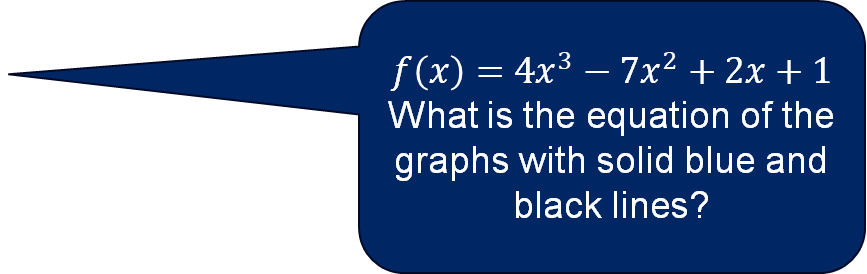 f(x) = 4x³ − 7x² + 2x + 1
What is the equation of the
graphs with solid blue and
black lines?